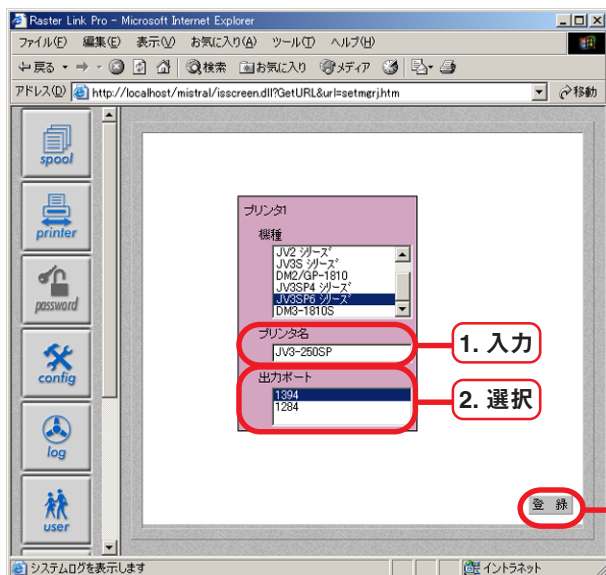 Raster Link Pro - Microsoft Internet Explorer
ファイル(F) 編集(E) 表示(V) お気に入り(A) ツール(T) ヘルプ(H)
戻る 検索 お気に入り メディア
アドレス(D) http://localhost/mistral/isscreen.dll?GetURL&url=setmgrj.htm 移動
spool
printer
password
config
log
user
プリンタ1
機種
JV2 シリーズ
JV3S シリーズ
DM2/GP-1810
JV3SP4 シリーズ
JV3SP6 シリーズ
DM3-1810S
プリンタ名
JV3-250SP
1. 入力
出力ポート
1394
1284
2. 選択
登 録
システムログを表示します イントラネット